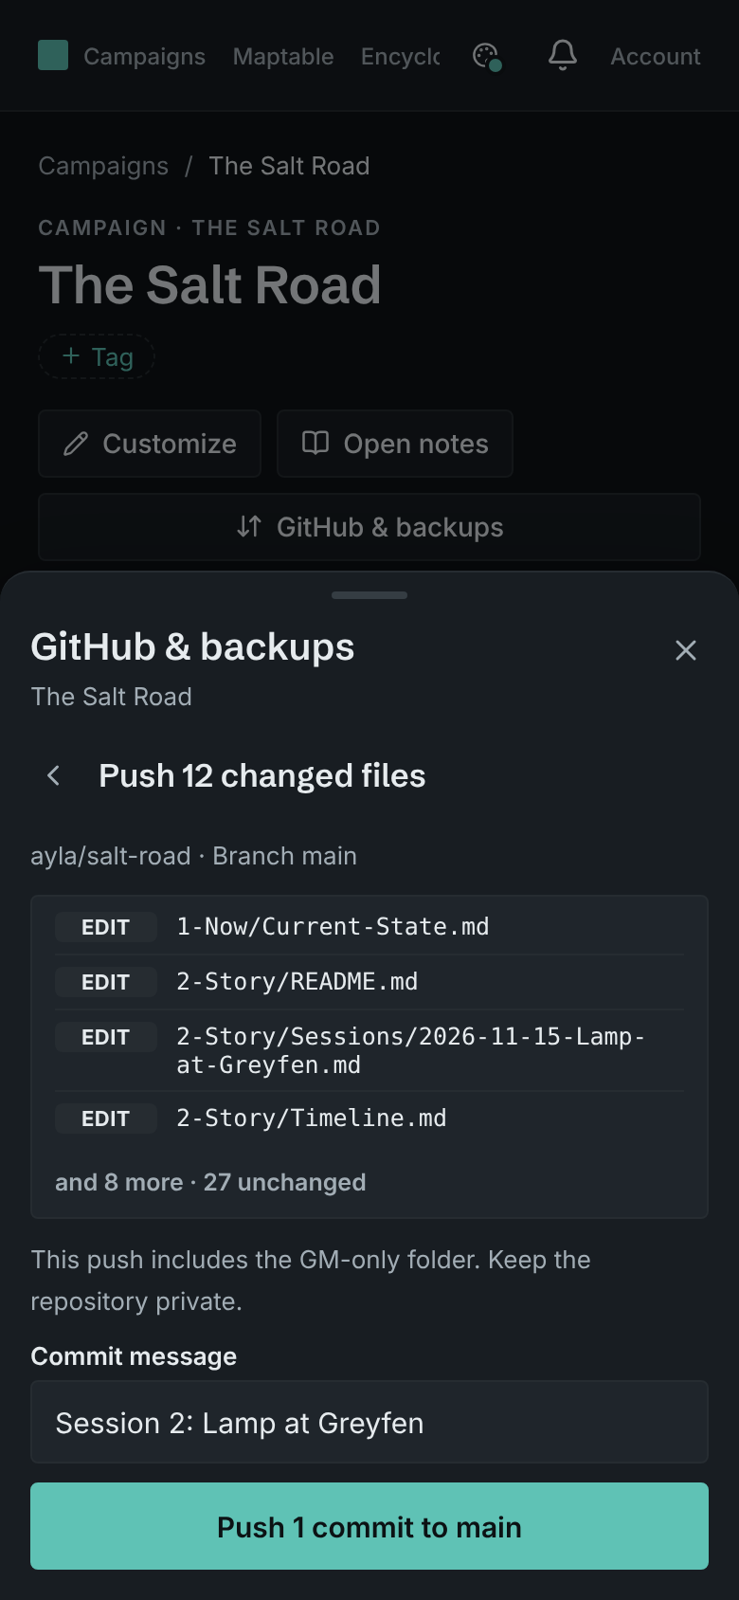 Campaigns Maptable Encyclo Account
Campaigns / The Salt Road
CAMPAIGN · THE SALT ROAD
The Salt Road
+ Tag
Customize Open notes
GitHub & backups
GitHub & backups
The Salt Road
Push 12 changed files
ayla/salt-road · Branch main
EDIT 1-Now/Current-State.md
EDIT 2-Story/README.md
EDIT 2-Story/Sessions/2026-11-15-Lamp-
at-Greyfen.md
EDIT 2-Story/Timeline.md
and 8 more · 27 unchanged
This push includes the GM-only folder. Keep the
repository private.
Commit message
Session 2: Lamp at Greyfen
Push 1 commit to main